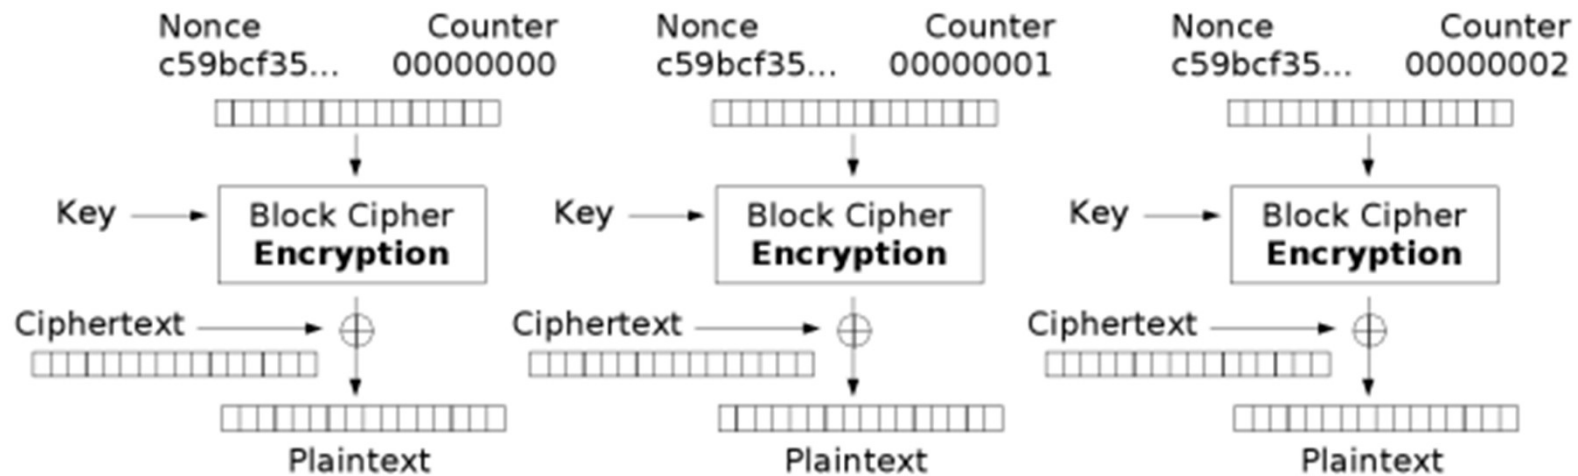 Nonce Counter Nonce Counter Nonce Counter
c59bcf35... 00000000 c59bcf35... 00000001 c59bcf35... 00000002
Key Block Cipher Key Block Cipher Key Block Cipher
Encryption Encryption Encryption
Ciphertext Ciphertext Ciphertext
Plaintext Plaintext Plaintext